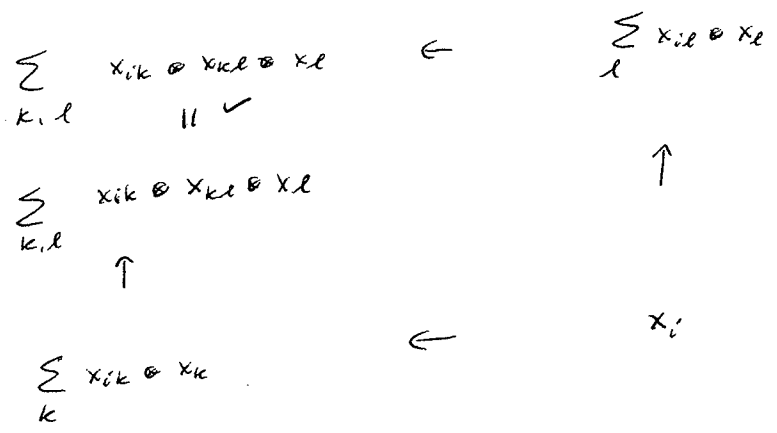 ∑ x_{ik} ⊗ x_{kl} ⊗ x_l ← ∑ x_{il} ⊗ x_l
k, l l
|| ✓
∑ x_{ik} ⊗ x_{kl} ⊗ x_l ↑
k, l
↑
← x_i
∑ x_{ik} ⊗ x_k
k